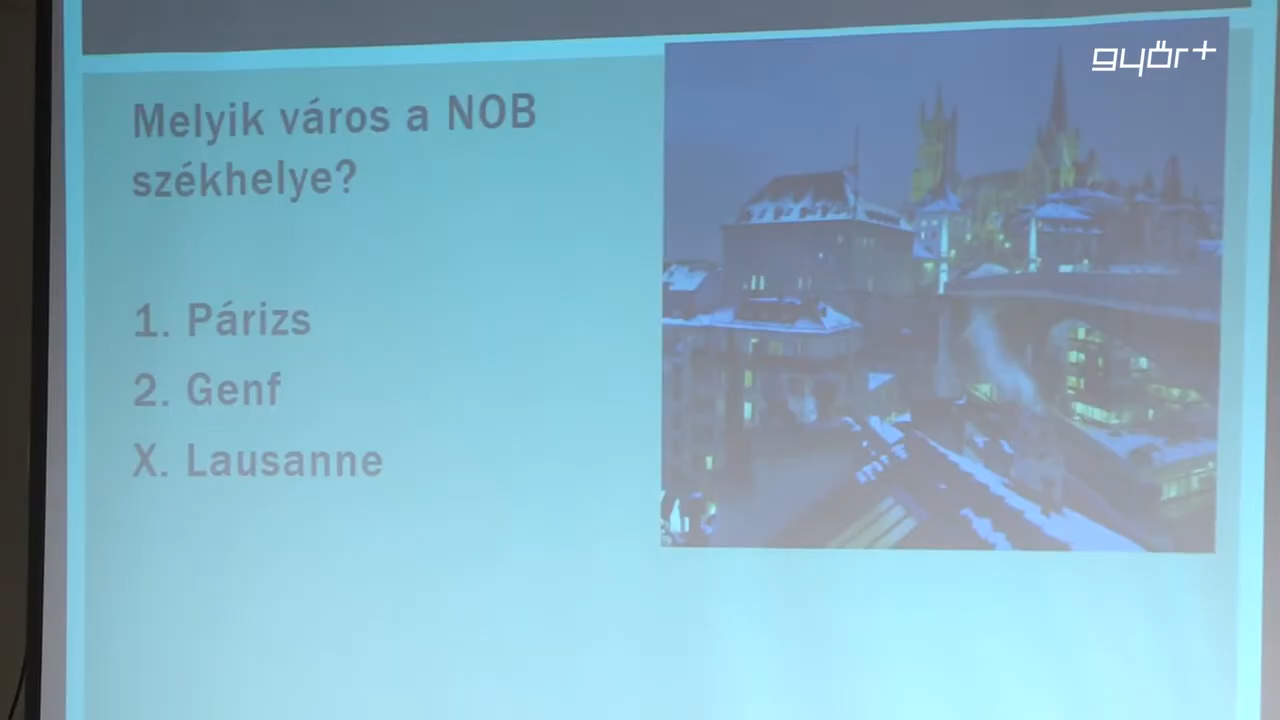 győr+
Melyik város a NOB
székhelye?
1. Párizs
2. Genf
X. Lausanne